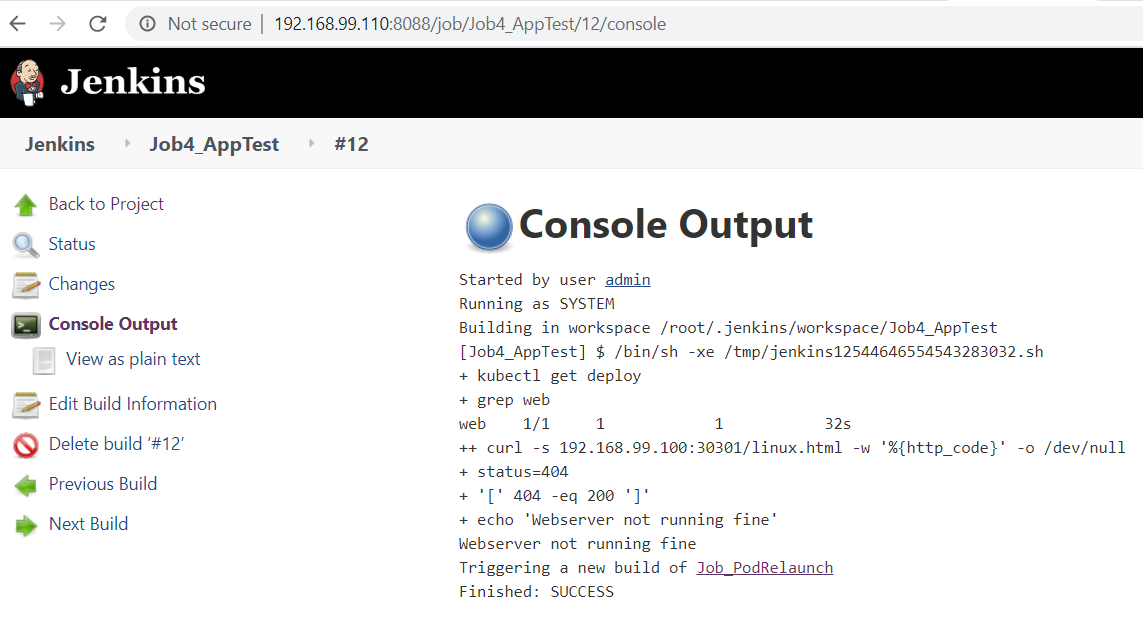 Not secure | 192.168.99.110:8088/job/Job4_AppTest/12/console
Jenkins
Jenkins Job4_AppTest #12
Back to Project
Status
Changes
Console Output
View as plain text
Edit Build Information
Delete build ‘#12’
Previous Build
Next Build
Console Output
Started by user admin
Running as SYSTEM
Building in workspace /root/.jenkins/workspace/Job4_AppTest
[Job4_AppTest] $ /bin/sh -xe /tmp/jenkins12544646554543283032.sh
+ kubectl get deploy
+ grep web
web    1/1     1            1           32s
++ curl -s 192.168.99.100:30301/linux.html -w '%{http_code}' -o /dev/null
+ status=404
+ '[' 404 -eq 200 ']'
+ echo 'Webserver not running fine'
Webserver not running fine
Triggering a new build of Job_PodRelaunch
Finished: SUCCESS